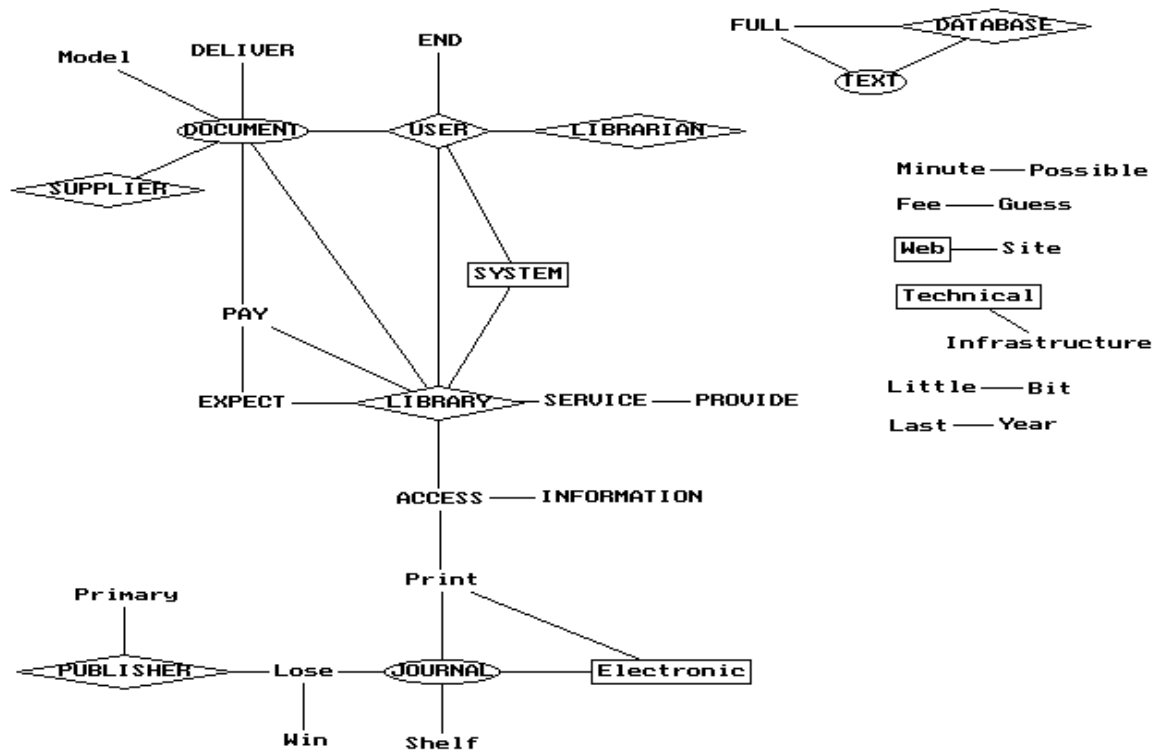 FULL
DATABASE
TEXT
END
DELIVER
Model
DOCUMENT
USER
LIBRARIAN
SUPPLIER
SYSTEM
PAY
EXPECT
LIBRARY
SERVICE
PROVIDE
ACCESS
INFORMATION
Print
Primary
PUBLISHER
Lose
JOURNAL
Electronic
Win
Shelf
Minute
Possible
Fee
Guess
Web
Site
Technical
Infrastructure
Little
Bit
Last
Year